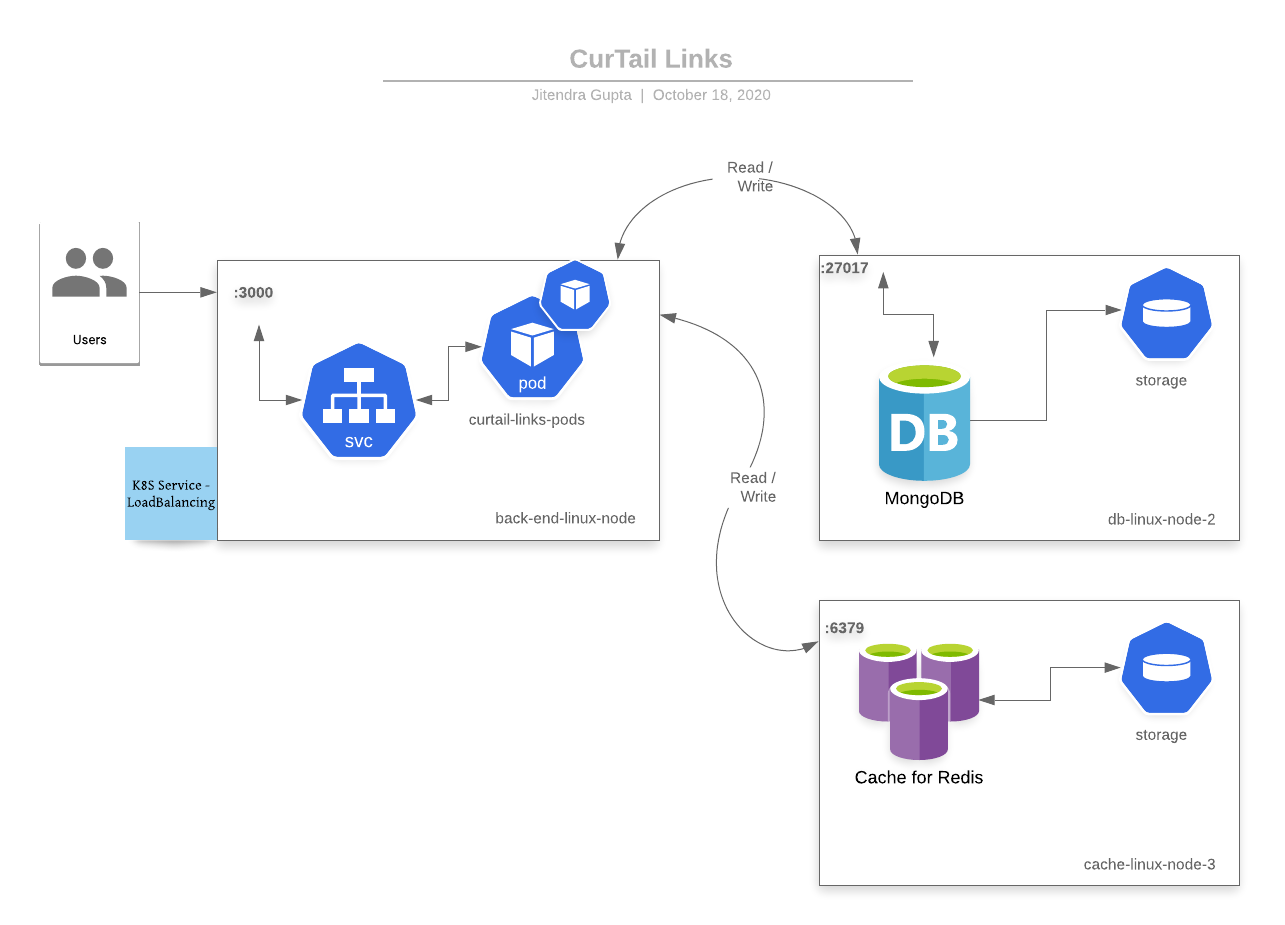 CurTail Links
Jitendra Gupta | October 18, 2020
Read /
Write
Users
:3000
svc
pod
curtail-links-pods
K8S Service -
LoadBalancing
back-end-linux-node
Read /
Write
:27017
DB
MongoDB
storage
db-linux-node-2
:6379
Cache for Redis
storage
cache-linux-node-3